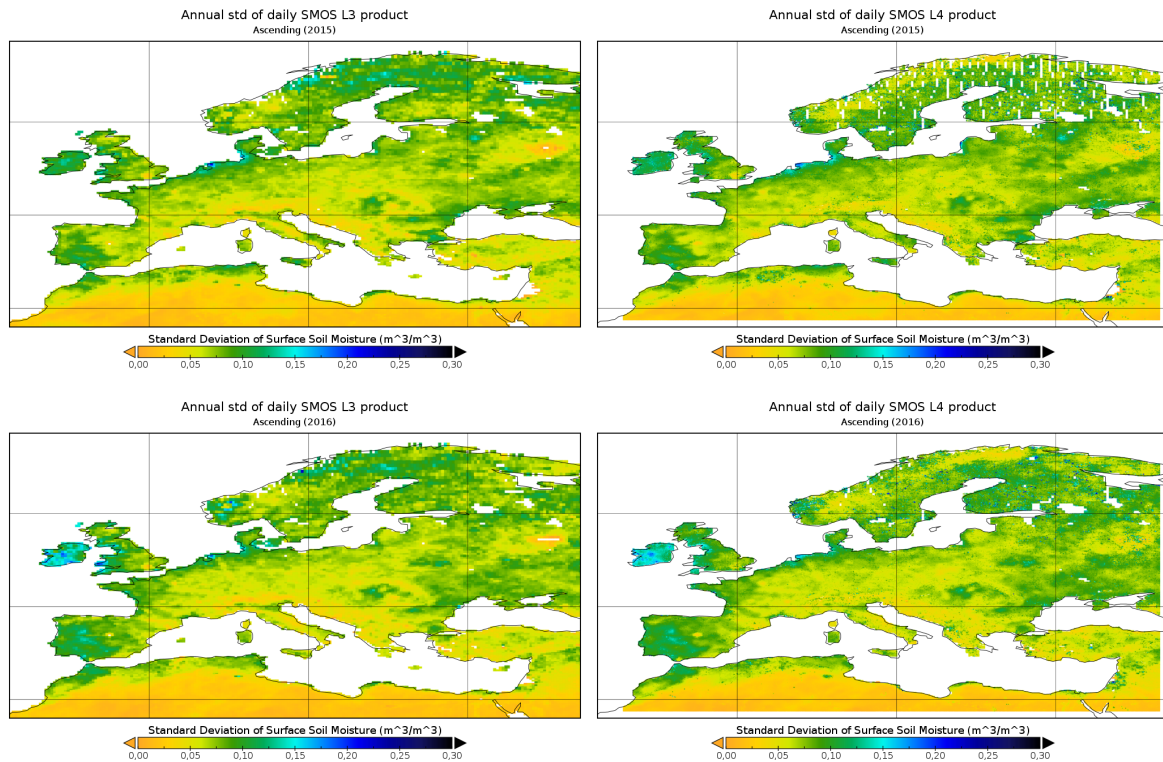 Annual std of daily SMOS L3 product
Ascending (2015)
Standard Deviation of Surface Soil Moisture (m^3/m^3)
0,00 0,05 0,10 0,15 0,20 0,25 0,30
Annual std of daily SMOS L4 product
Ascending (2015)
Standard Deviation of Surface Soil Moisture (m^3/m^3)
0,00 0,05 0,10 0,15 0,20 0,25 0,30
Annual std of daily SMOS L3 product
Ascending (2016)
Standard Deviation of Surface Soil Moisture (m^3/m^3)
0,00 0,05 0,10 0,15 0,20 0,25 0,30
Annual std of daily SMOS L4 product
Ascending (2016)
Standard Deviation of Surface Soil Moisture (m^3/m^3)
0,00 0,05 0,10 0,15 0,20 0,25 0,30